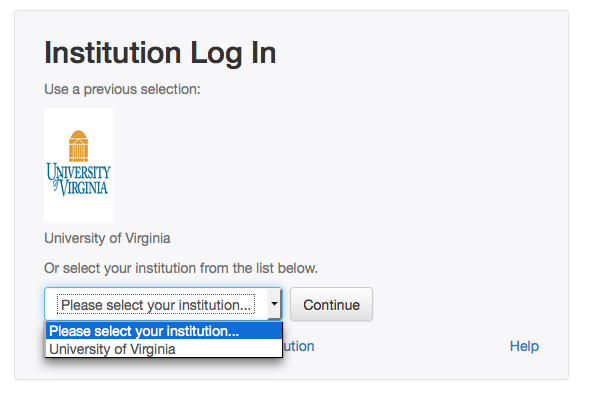 Institution Log In
Use a previous selection:
UNIVERSITY
of VIRGINIA
University of Virginia
Or select your institution from the list below.
Please select your institution...
Continue
Please select your institution...
University of Virginia
ution
Help